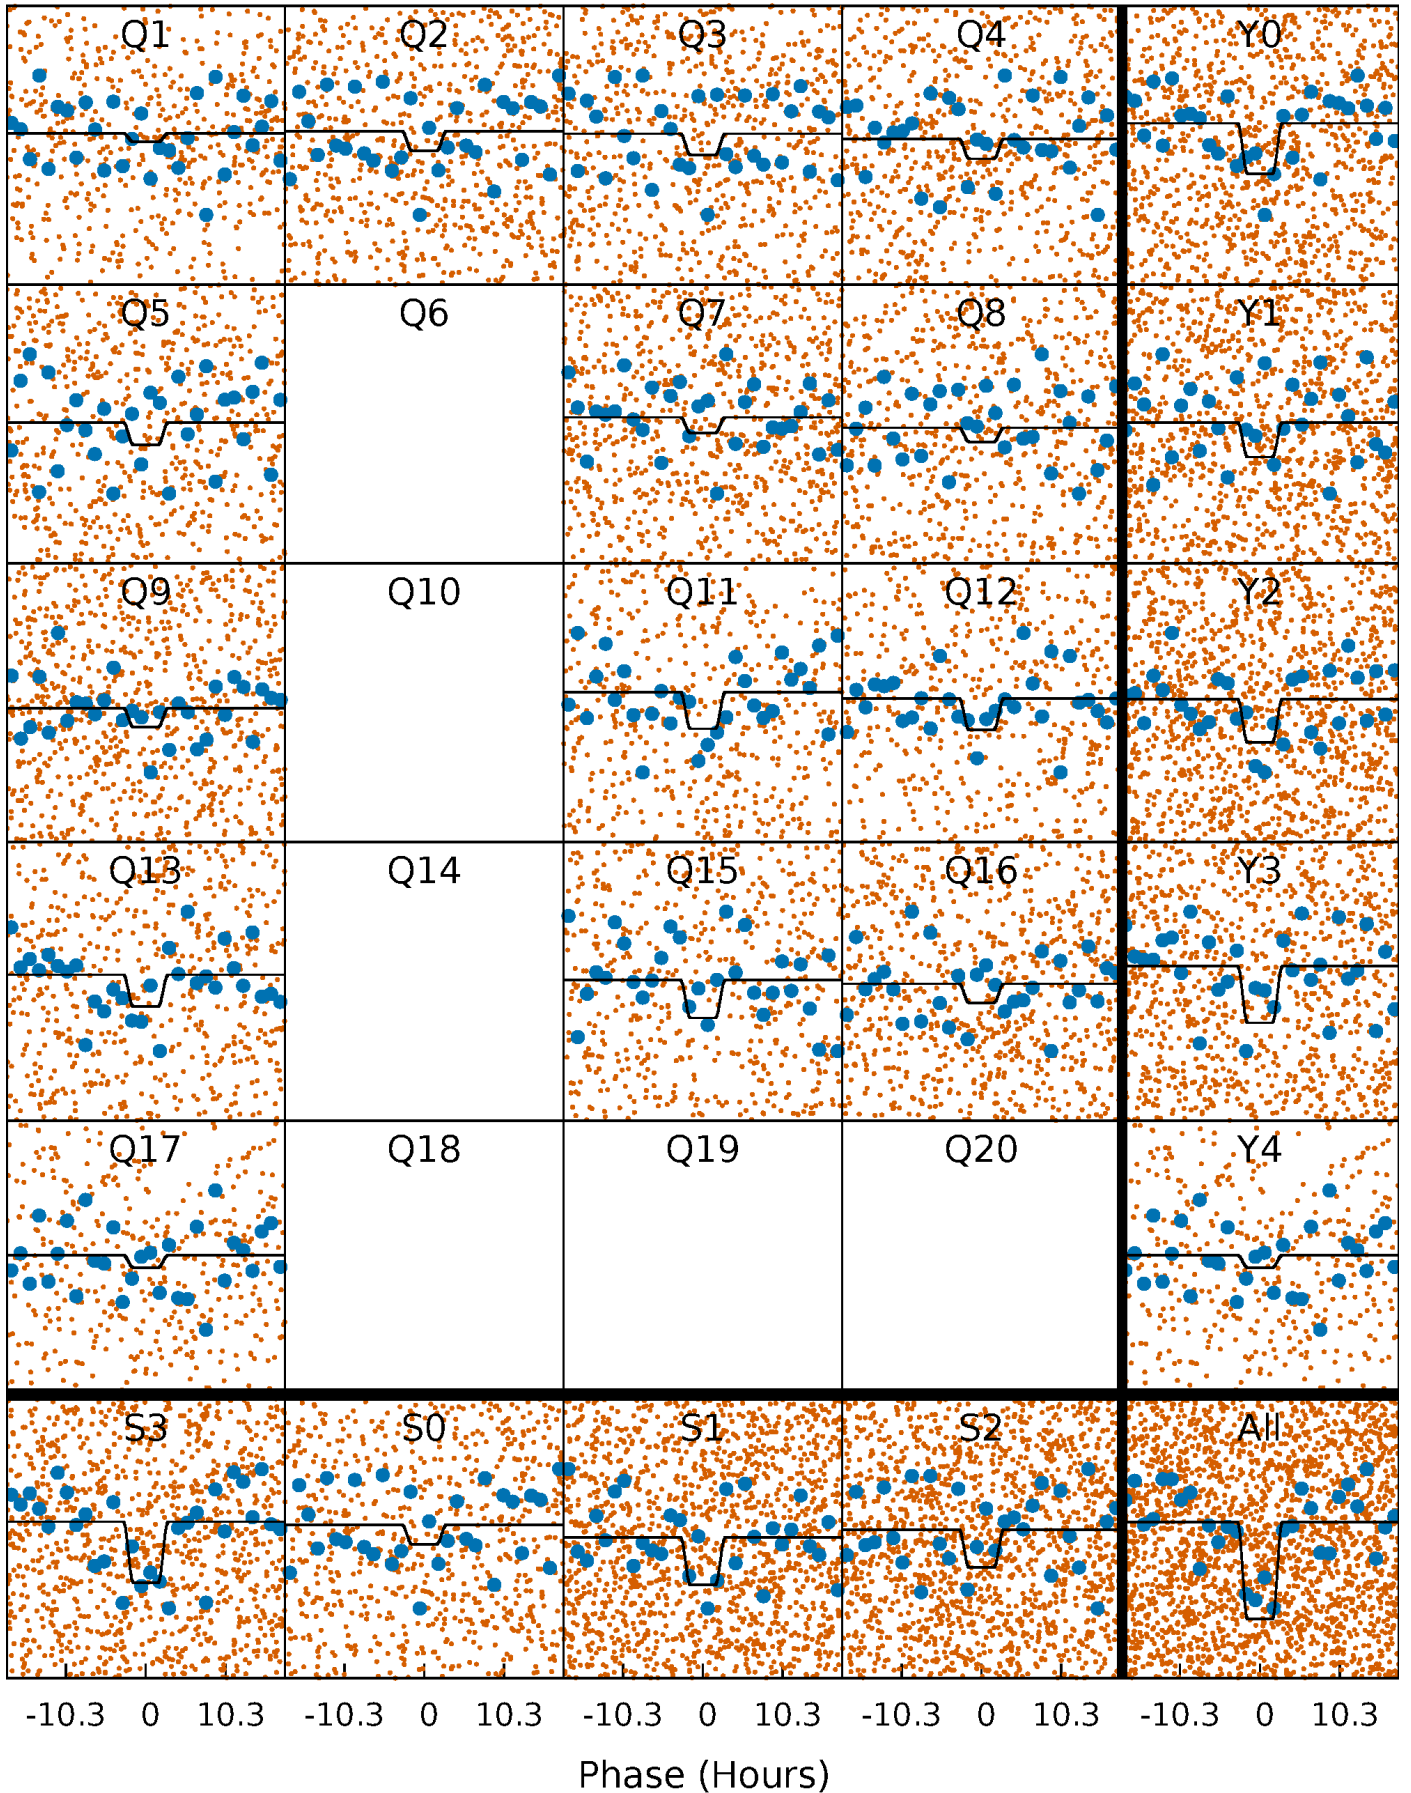 Q1 Q2 Q3 Q4 Y0
Q5 Q6 Q7 Q8 Y1
Q9 Q10 Q11 Q12 Y2
Q13 Q14 Q15 Q16 Y3
Q17 Q18 Q19 Q20 Y4
S3 S0 S1 S2 All
-10.3 0 10.3 -10.3 0 10.3 -10.3 0 10.3 -10.3 0 10.3 -10.3 0 10.3
Phase (Hours)